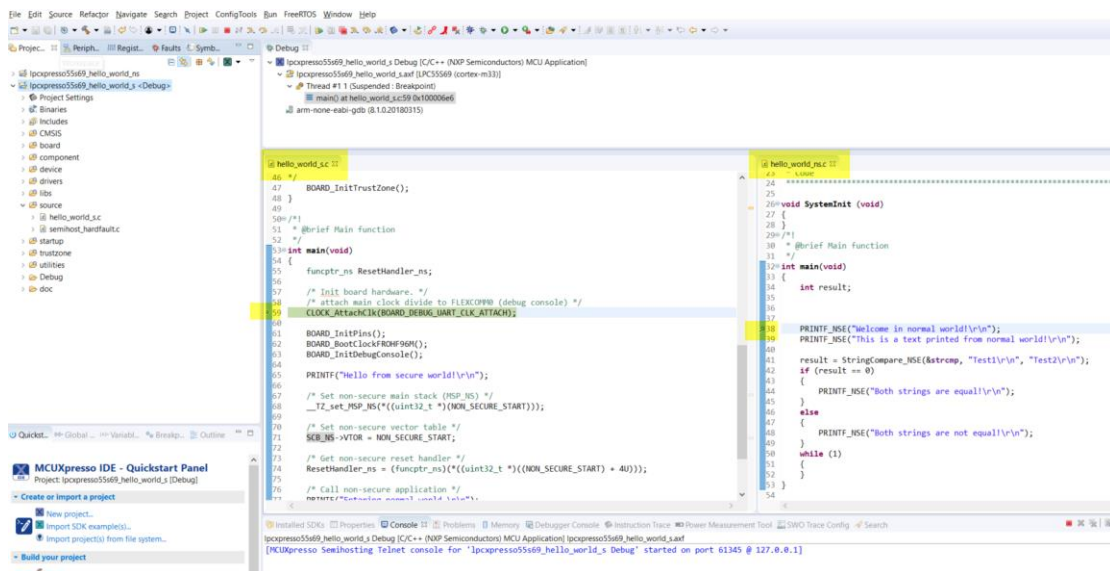 File Edit Source Refactor Navigate Search Project ConfigTools Run FreeRTOS Window Help
Projec... Periph... Regist... Faults Symb...
lpcxpresso55s69_hello_world_ns
lpcxpresso55s69_hello_world_s <Debug>
Project Settings
Binaries
Includes
CMSIS
board
component
device
drivers
libs
source
hello_world_s.c
semihost_hardfault.c
startup
trustzone
utilities
Debug
doc
Debug
lpcxpresso55s69_hello_world_s Debug [C/C++ (NXP Semiconductors) MCU Application]
lpcxpresso55s69_hello_world_s.axf [LPC55S69 (cortex-m33)]
Thread #1 1 (Suspended : Breakpoint)
main() at hello_world_s.c:59 0x100006e6
arm-none-eabi-gdb (8.1.0.20180315)
hello_world_s.c
46 */
47 BOARD_InitTrustZone();
48 }
49
50 /*!
51 * @brief Main function
52 */
53 int main(void)
54 {
55 funcptr_ns ResetHandler_ns;
56
57 /* Init board hardware. */
58 /* attach main clock divide to FLEXCOMM0 (debug console) */
59 CLOCK_AttachClk(BOARD_DEBUG_UART_CLK_ATTACH);
60
61 BOARD_InitPins();
62 BOARD_BootClockFROHF96M();
63 BOARD_InitDebugConsole();
64
65 PRINTF("Hello from secure world!\r\n");
66
67 /* Set non-secure main stack (MSP_NS) */
68 __TZ_set_MSP_NS(*((uint32_t *)(NON_SECURE_START)));
69
70 /* Set non-secure vector table */
71 SCB_NS->VTOR = NON_SECURE_START;
72
73 /* Get non-secure reset handler */
74 ResetHandler_ns = (funcptr_ns)(*((uint32_t *)((NON_SECURE_START) + 4U)));
75
76 /* Call non-secure application */
77 PRINTF("Entering normal world.\r\n");
hello_world_ns.c
23 * Code
24
25
26 void SystemInit (void)
27 {
28 }
29 /*!
30 * @brief Main function
31 */
32 int main(void)
33 {
34 int result;
35
36
37
38 PRINTF_NSE("Welcome in normal world!\r\n");
39 PRINTF_NSE("This is a text printed from normal world!\r\n");
40
41 result = StringCompare_NSE(&strcmp, "Test1\r\n", "Test2\r\n");
42 if (result == 0)
43 {
44 PRINTF_NSE("Both strings are equal!\r\n");
45 }
46 else
47 {
48 PRINTF_NSE("Both strings are not equal!\r\n");
49 }
50 while (1)
51 {
52 }
53 }
54
Quickst... Global ... Variabl... Breakp... Outline
MCUXpresso IDE - Quickstart Panel
Project: lpcxpresso55s69_hello_world_s [Debug]
Create or import a project
New project...
Import SDK example(s)...
Import project(s) from file system...
Build your project
Installed SDKs Properties Console Problems Memory Debugger Console Instruction Trace Power Measurement Tool SWO Trace Config Search
lpcxpresso55s69_hello_world_s Debug [C/C++ (NXP Semiconductors) MCU Application] lpcxpresso55s69_hello_world_s.axf
[MCUXpresso Semihosting Telnet console for 'lpcxpresso55s69_hello_world_s Debug' started on port 61345 @ 127.0.0.1]